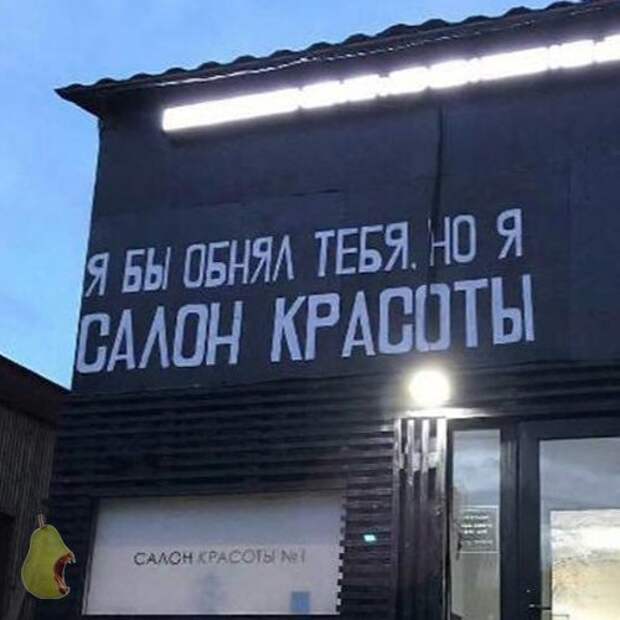 Я БЫ ОБНЯЛ ТЕБЯ, НО Я
САЛОН КРАСОТЫ
САЛОН КРАСОТЫ №1